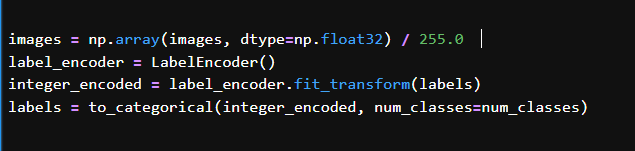 images = np.array(images, dtype=np.float32) / 255.0
label_encoder = LabelEncoder()
integer_encoded = label_encoder.fit_transform(labels)
labels = to_categorical(integer_encoded, num_classes=num_classes)